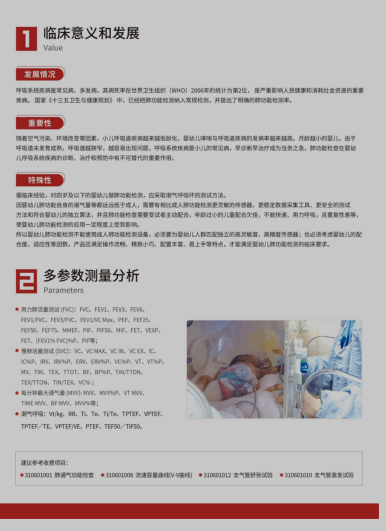 1 临床意义和发展
Value
发展情况
呼吸系统疾病是常见病、多发病。其病死率在世界卫生组织（WHO）2006年的统计为第2位， 是严重影响人民健康和消耗社会资源的重要
疾病。 国家《十三五卫生与健康规划》 中，已经把肺功能检测纳入常规检测，并提出了明确的肺功能检测率。
重要性
随着空气污染、环境改变等因素，小儿呼吸道疾病越来越低龄化，婴幼儿哮喘与呼吸道疾病的发病率越来越高。月龄越小的婴儿，由于
呼吸道未发育成熟，呼吸道越狭窄，越容易出现问题。呼吸系统疾病是小儿的常见病，早诊断早治疗成为当务之急，肺功能检查在婴幼
儿呼吸系统疾病的诊断、治疗和预防中有不可替代的重要作用。
特殊性
据临床经验，对四岁及以下的婴幼儿做肺功能检测，应采取潮气呼吸环的测试方法。
因婴幼儿肺功能自身的潮气量等都远远低于成人，需要有相比成人肺功能检测更灵敏的传感器、更稳定数据采集工具、更安全的测试
方法和符合婴幼儿的独立算法，并且肺功能检查需要受试者主动配合，年龄过小的儿童配合欠佳，不能快速、用力呼吸，且重复性差等，
使婴幼儿肺功能检测的应用一定程度上受到影响。
所以婴幼儿肺功能检测不能使用成人肺功能检测设备，必须要为婴幼儿人群匹配独立的高灵敏度、高精度传感器；也必须考虑婴幼儿的配
合度、适应性等因数，产品应满足操作流畅、精致小巧、配置丰富、易上手等特点，才能满足婴幼儿肺功能检测的临床要求。
2 多参数测量分析
Parameters
用力肺活量测试 (FVC)：FVC、FEV1、FEV3、FEV6、
FEV1/FVC、FEV3/FVC、FEV1/VC Max、PEF、FEF25、
FEF50、FEF75、MMEF、PIF、PIF50、MIF、FET、VEXP、
FET、(FEV1% FVC)%P、PIF等；
慢肺活量测试 (SVC)：VC、VC MAX、VC IN、VC EX、IC、
IC%P、IRV、IRV%P、ERV、ERV%P、VC%P、VT、VT%P、
MV、TIN、TEX、TTOT、BF、BF%P、TIN/TTON、
TEX/TTON、TIN/TEX、VC%；
每分钟最大通气量 (MVV): MVV、MVV%P、VT MVV、
TIME MVV、BF MVV、MVV%等；
潮气呼吸：Vt/kg、RR、Ti、Te、Ti/Te、TPTEF、VPTEF、
TPTEF／TE、VPTEF/VE、PTEF、TEF50／TIF50。
建议参考收费项目：
310601001 肺通气功能检查 310601008 流速容量曲线(V-V曲线) 310601012 支气管舒张试验 310601010 支气管激发试验